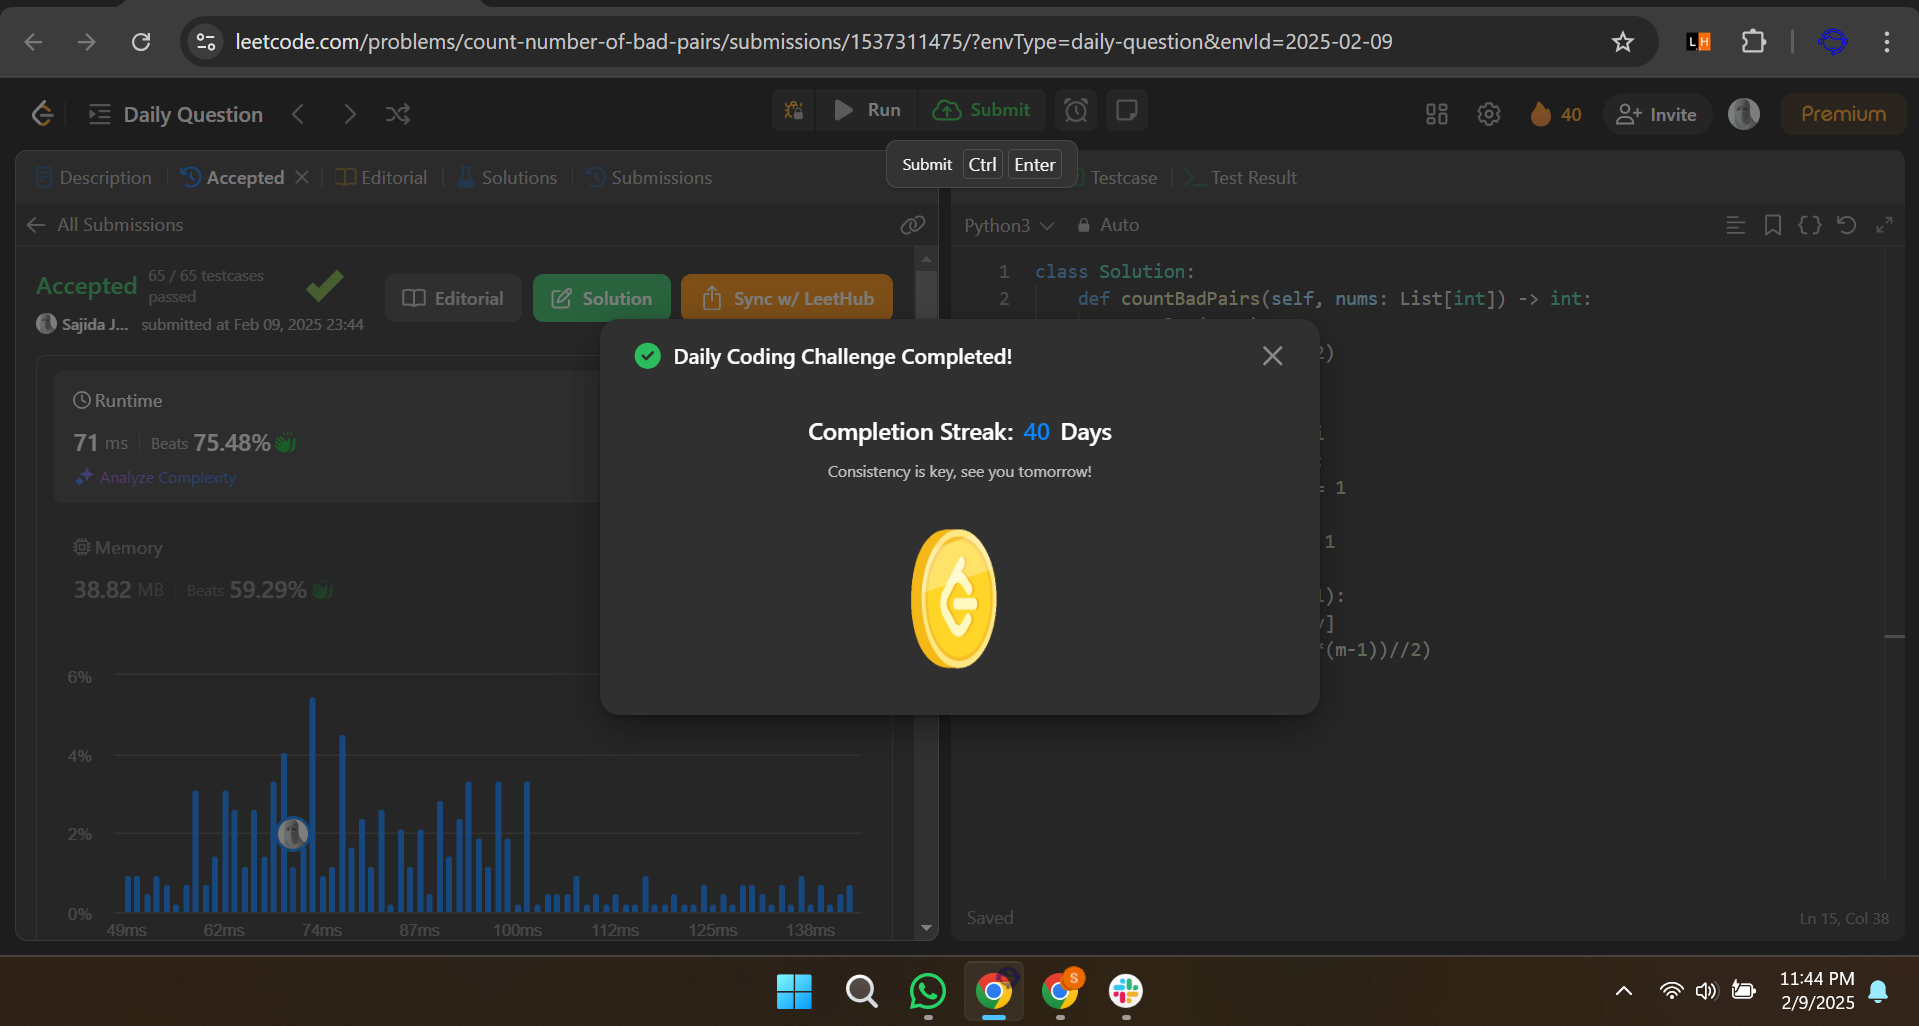 leetcode.com/problems/count-number-of-bad-pairs/submissions/1537311475/?envType=daily-question&envId=2025-02-09
LH
Daily Question
Run
Submit
40
Invite
Premium
Submit Ctrl Enter
Description
Accepted
Editorial
Solutions
Submissions
Testcase
Test Result
All Submissions
Python3
Auto
Accepted
65 / 65 testcases
passed
Sajida J...
submitted at Feb 09, 2025 23:44
Editorial
Solution
Sync w/ LeetHub
1 class Solution:
2 def countBadPairs(self, nums: List[int]) -> int:
2)
i
:
= 1
1
1):
y]
*(m-1))//2)
Daily Coding Challenge Completed!
Completion Streak: 40 Days
Consistency is key, see you tomorrow!
Runtime
71 ms
Beats 75.48%
Analyze Complexity
Memory
38.82 MB
Beats 59.29%
6%
4%
2%
0%
49ms 62ms 74ms 87ms 100ms 112ms 125ms 138ms
Saved
Ln 15, Col 38
S
11:44 PM
2/9/2025